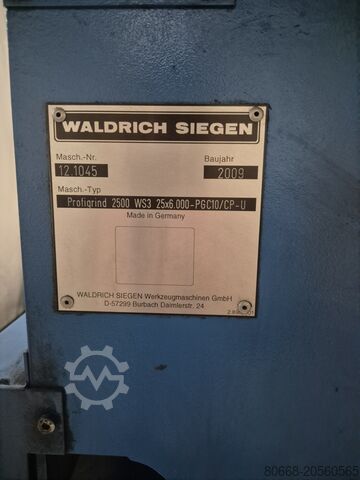 WALDRICH SIEGEN
Masch.-Nr. Baujahr
12.1045 2009
Masch.-Typ
Profigrind 2500 WS3 25x6.000-PGC10/CP-U
Made in Germany
WALDRICH SIEGEN Werkzeugmaschinen GmbH
D-57299 Burbach Daimlerstr. 24
80668-20560565